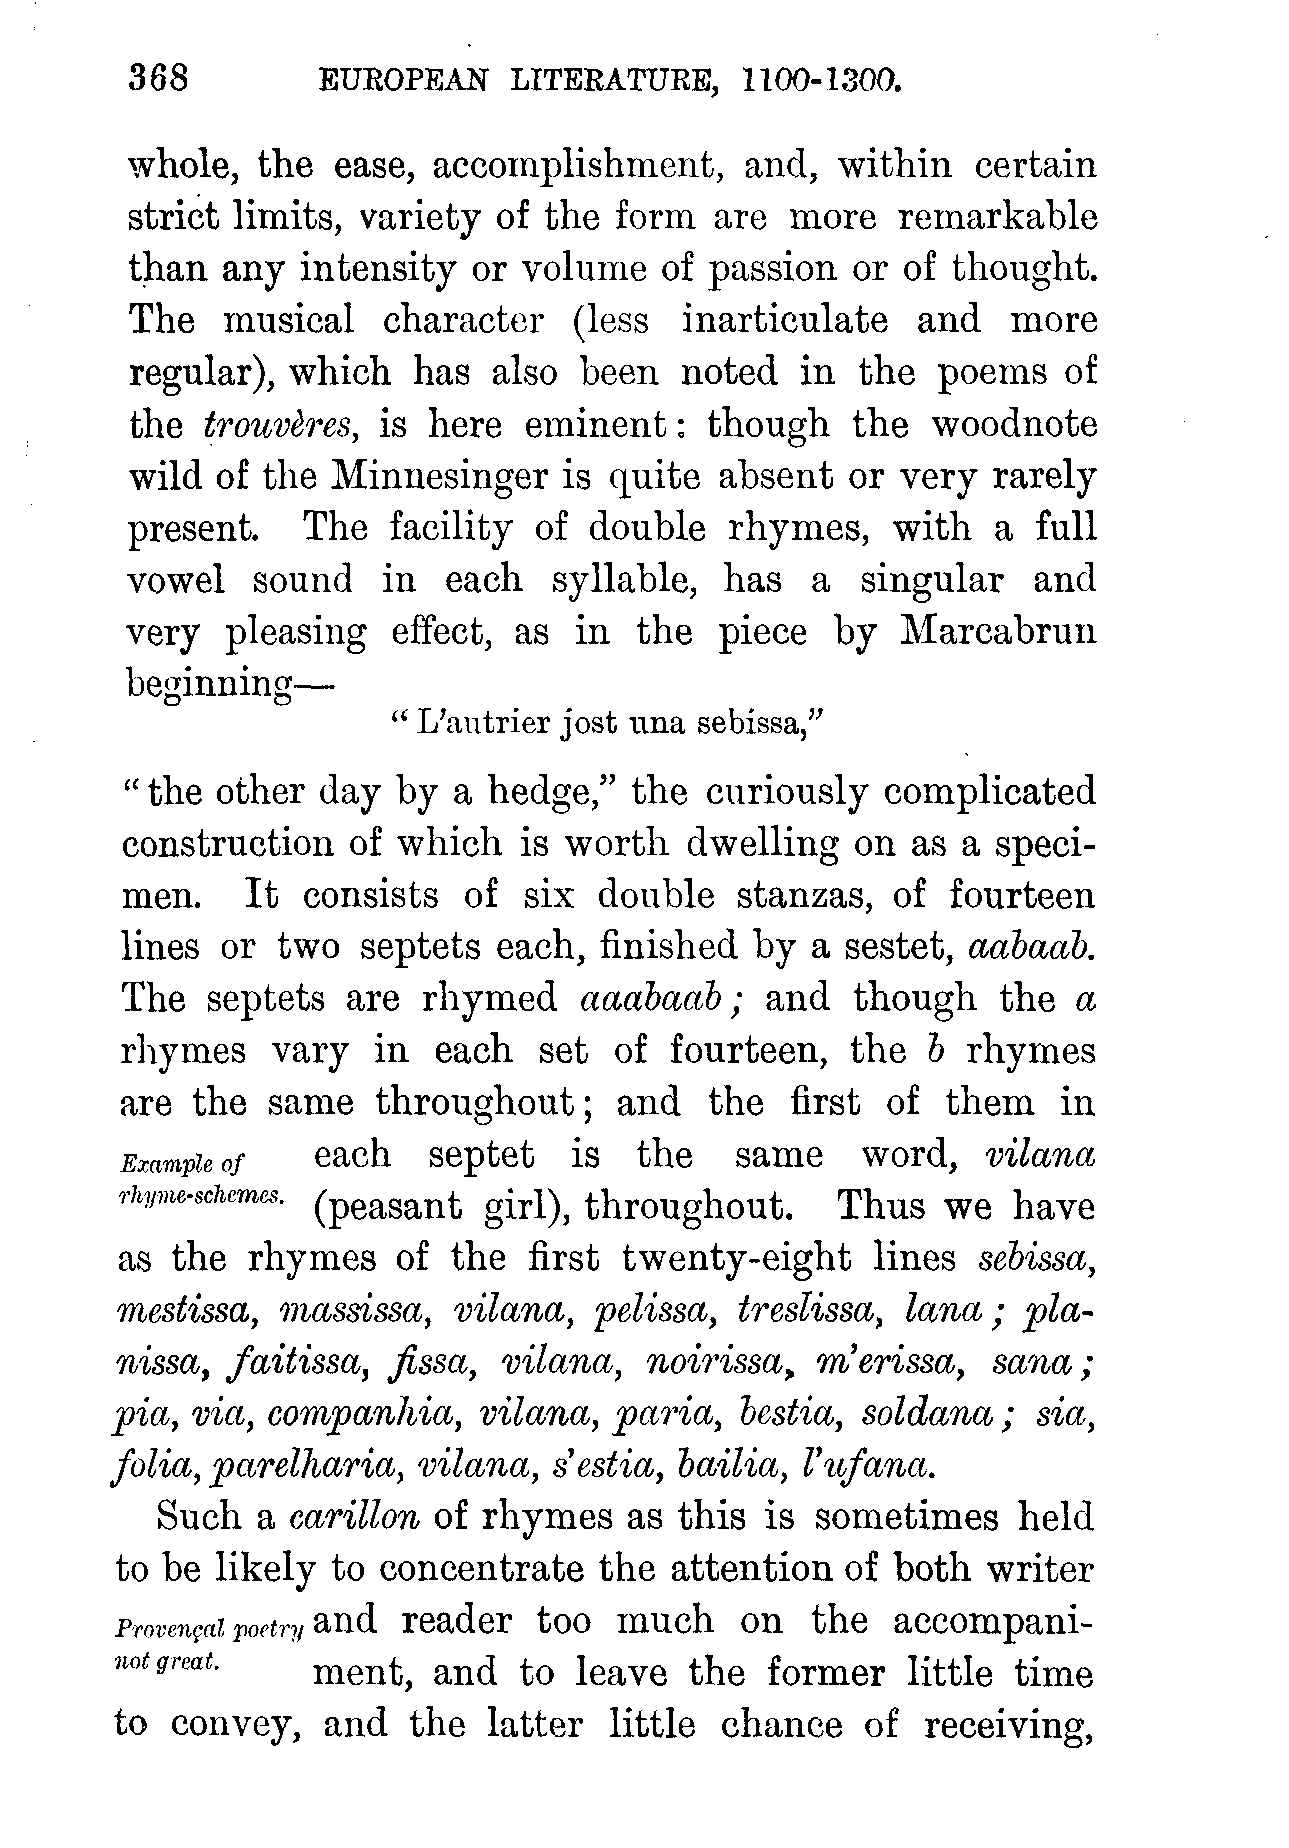 368 EUROPEAN LITERATURE, 1100-1300.
whole, the ease, accomplishment, and, within certain
strict limits, variety of the form are more remarkable
than any intensity or volume of passion or of thought.
The musical character (less inarticulate and more
regular), which has also been noted in the poems of
the trouvères, is here eminent: though the woodnote
wild of the Minnesinger is quite absent or very rarely
present. The facility of double rhymes, with a full
vowel sound in each syllable, has a singular and
very pleasing effect, as in the piece by Marcabrun
beginning—
“L’autrier jost una sebissa,”
“the other day by a hedge,” the curiously complicated
construction of which is worth dwelling on as a speci-
men. It consists of six double stanzas, of fourteen
lines or two septets each, finished by a sestet, aabaab.
The septets are rhymed aaabaab; and though the a
rhymes vary in each set of fourteen, the b rhymes
are the same throughout; and the first of them in
Example of
rhyme-schemes.
each septet is the same word, vilana
(peasant girl), throughout. Thus we have
as the rhymes of the first twenty-eight lines sebissa,
mestissa, massissa, vilana, pelissa, treslissa, lana; pla-
nissa, faitissa, fissa, vilana, noirissa, m’erissa, sana;
pia, via, companhia, vilana, paria, bestia, soldana; sia,
folia, parelharia, vilana, s’estia, bailia, l’ufana.
Such a carillon of rhymes as this is sometimes held
to be likely to concentrate the attention of both writer
Provençal poetry
not great.
and reader too much on the accompani-
ment, and to leave the former little time
to convey, and the latter little chance of receiving,